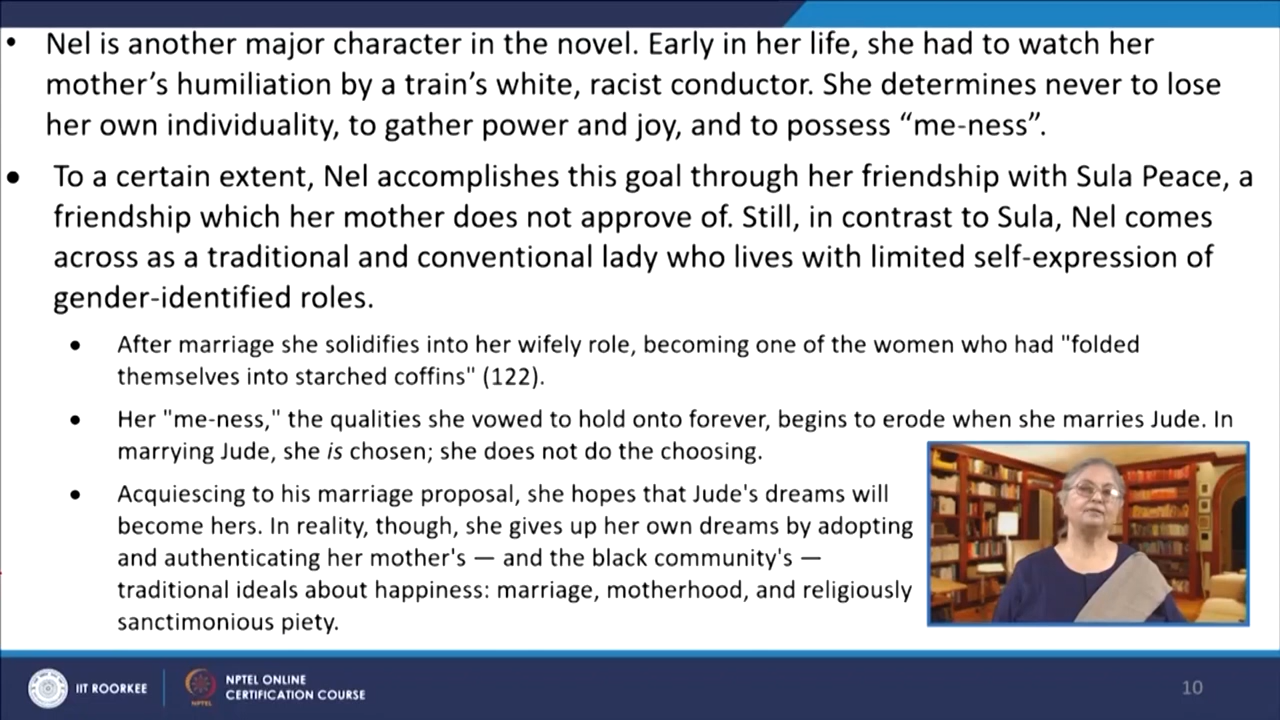 • Nel is another major character in the novel. Early in her life, she had to watch her
mother’s humiliation by a train’s white, racist conductor. She determines never to lose
her own individuality, to gather power and joy, and to possess “me-ness”.
• To a certain extent, Nel accomplishes this goal through her friendship with Sula Peace, a
friendship which her mother does not approve of. Still, in contrast to Sula, Nel comes
across as a traditional and conventional lady who lives with limited self-expression of
gender-identified roles.
• After marriage she solidifies into her wifely role, becoming one of the women who had "folded
themselves into starched coffins" (122).
• Her "me-ness," the qualities she vowed to hold onto forever, begins to erode when she marries Jude. In
marrying Jude, she is chosen; she does not do the choosing.
• Acquiescing to his marriage proposal, she hopes that Jude's dreams will
become hers. In reality, though, she gives up her own dreams by adopting
and authenticating her mother's — and the black community's —
traditional ideals about happiness: marriage, motherhood, and religiously
sanctimonious piety.
IIT ROORKEE
NPTEL
NPTEL ONLINE
CERTIFICATION COURSE
10